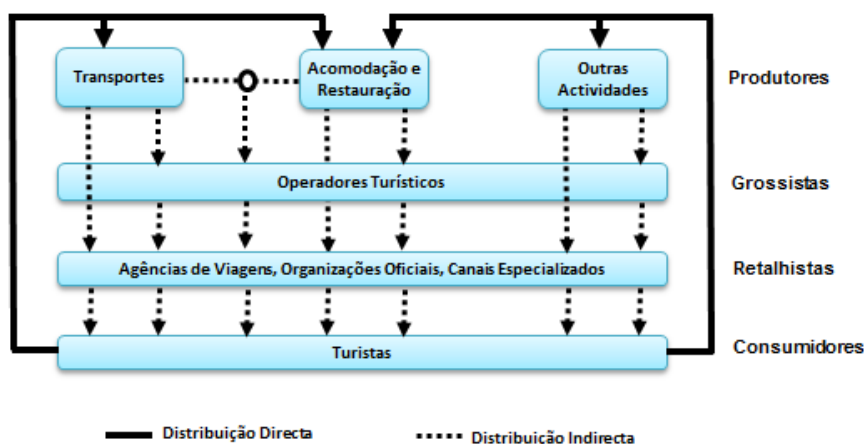 Transportes
Acomodação e
Restauração
Outras
Actividades
Produtores
Operadores Turísticos
Grossistas
Agências de Viagens, Organizações Oficiais, Canais Especializados
Retalhistas
Turistas
Consumidores
Distribuição Directa
Distribuição Indirecta